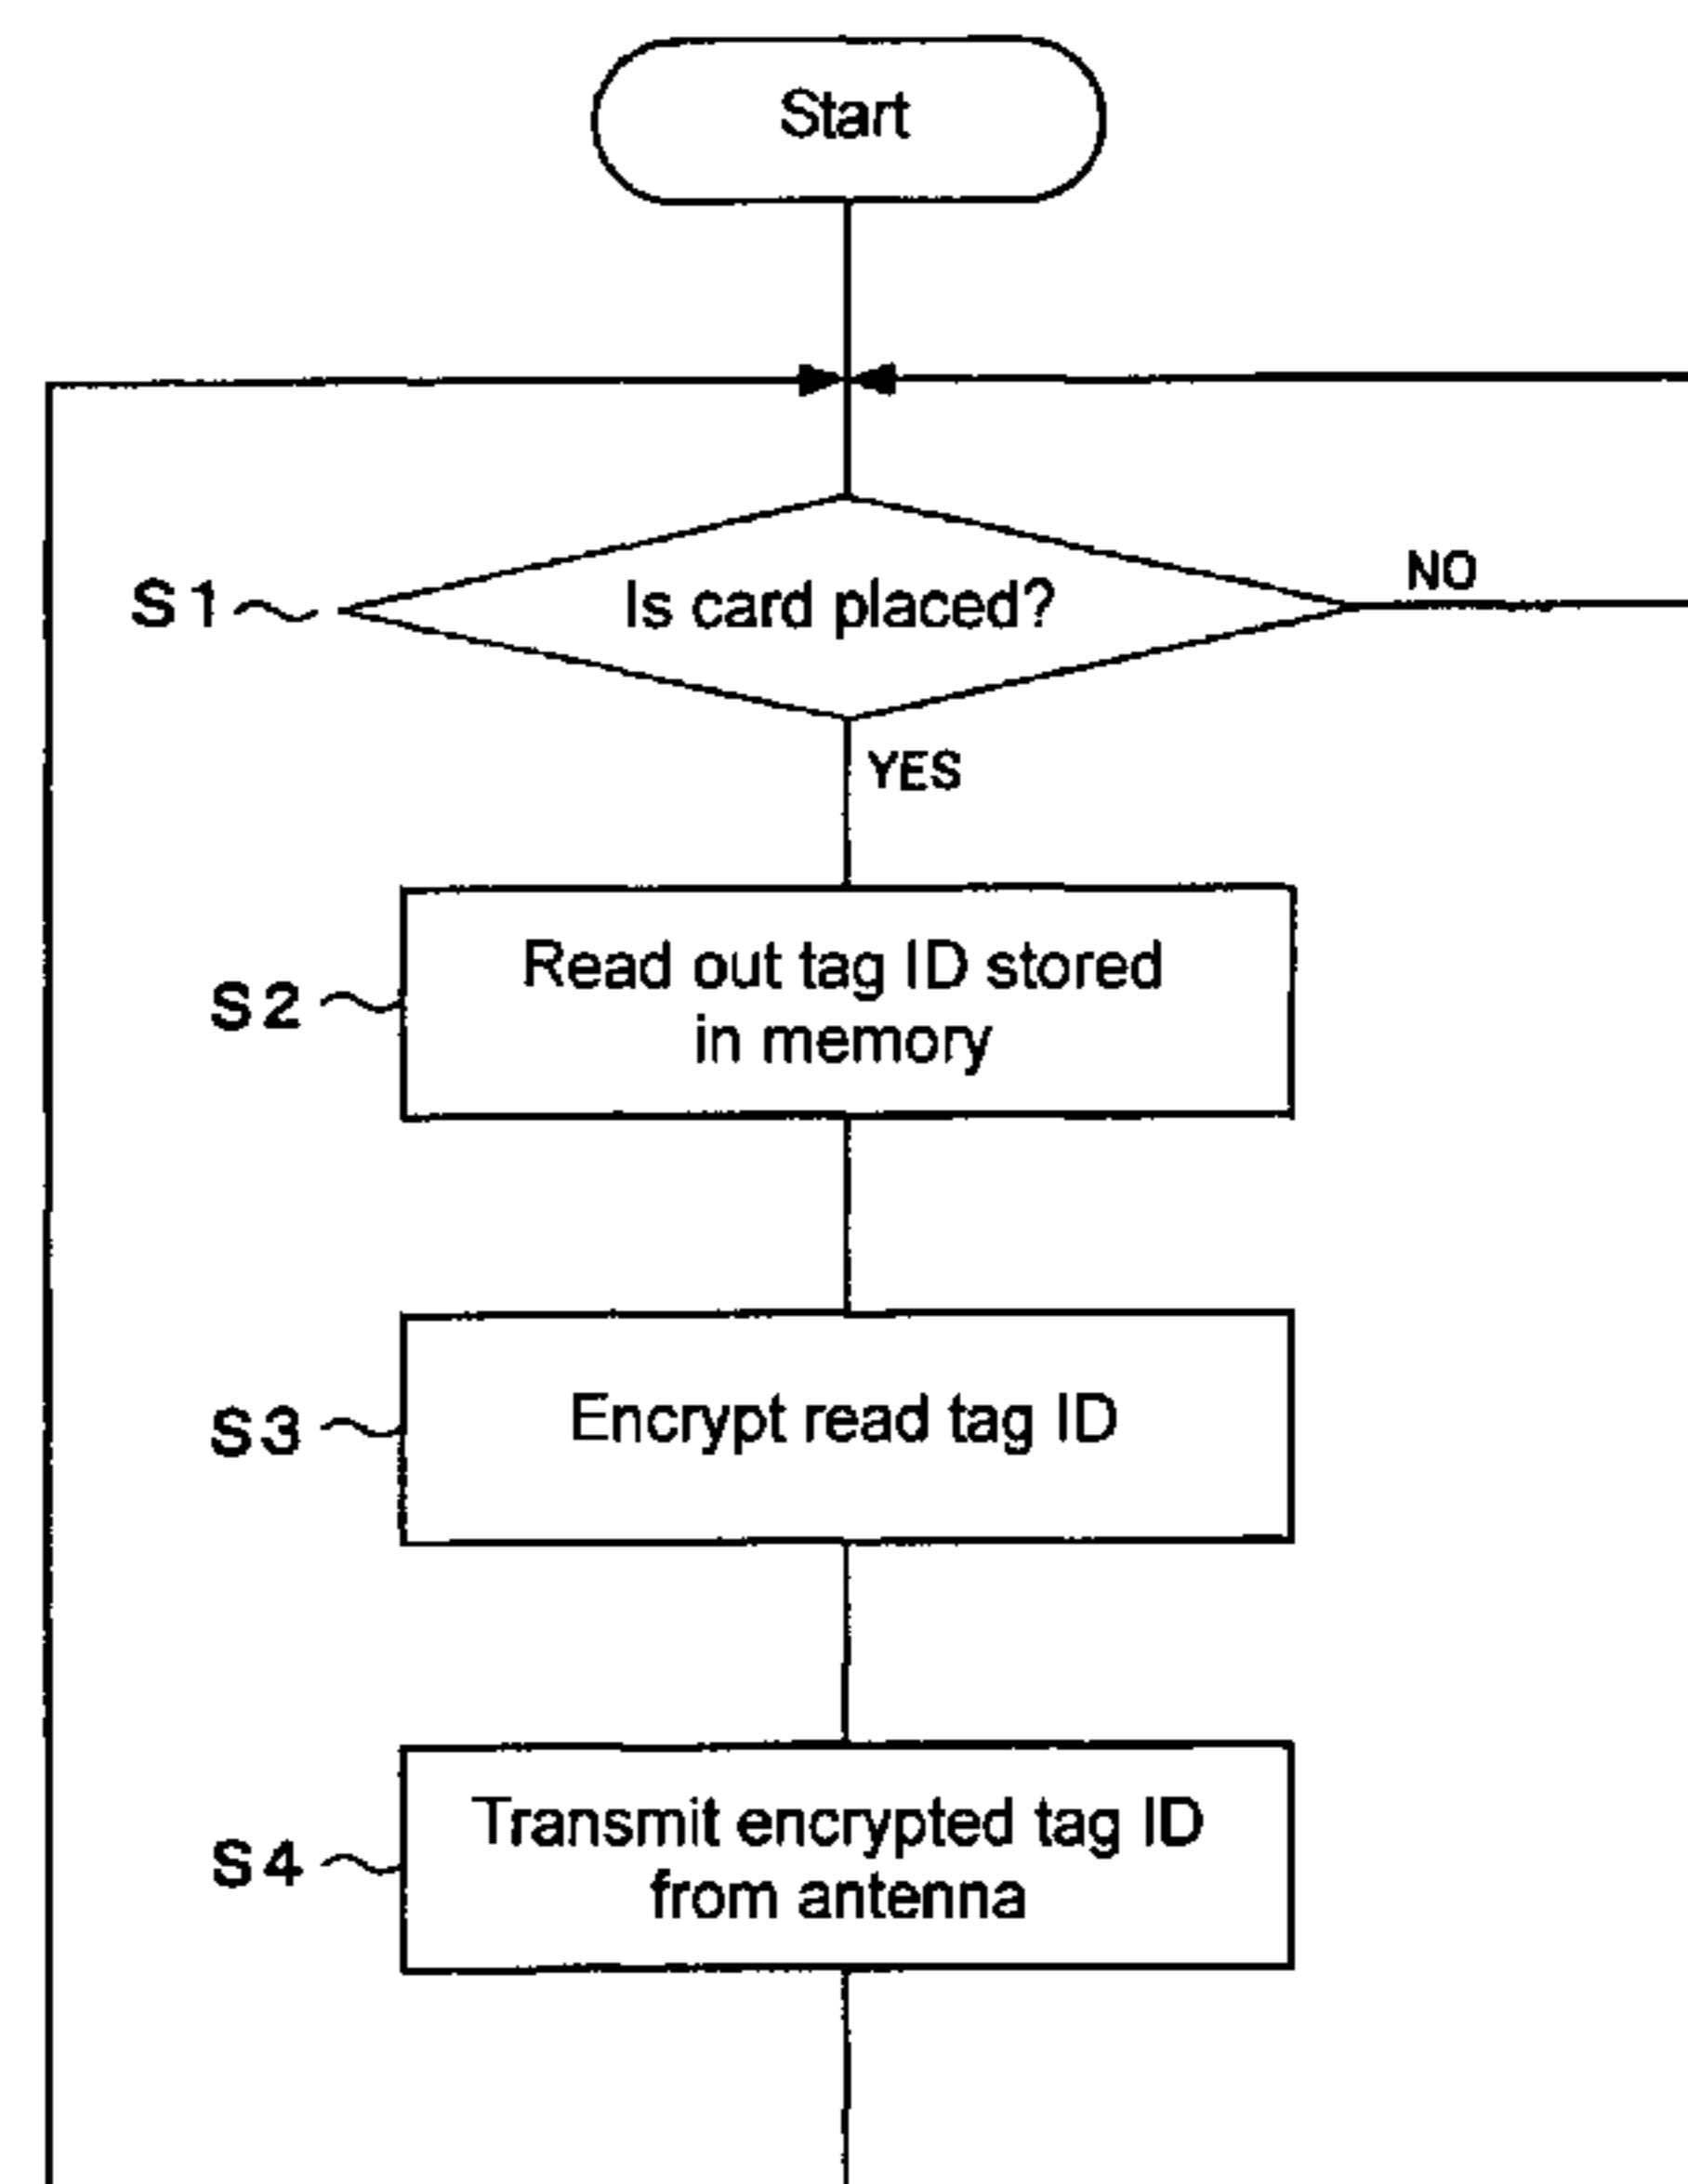 Start
S1
Is card placed?
NO
YES
S2
Read out tag ID stored
in memory
S3
Encrypt read tag ID
S4
Transmit encrypted tag ID
from antenna